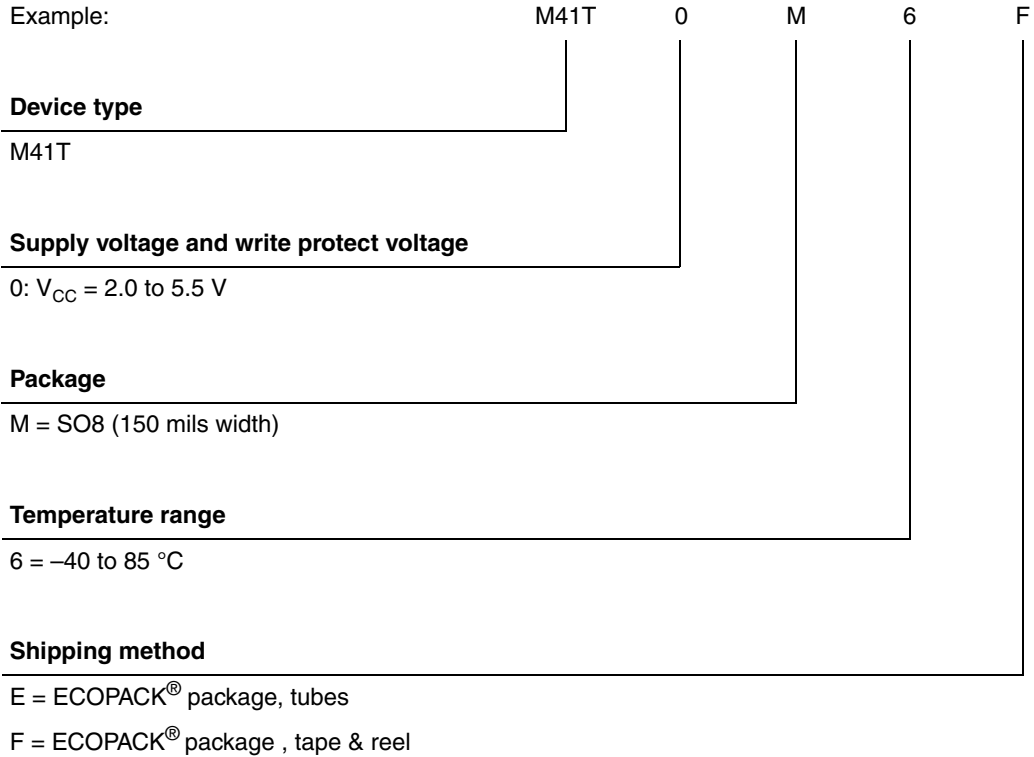 Example: M41T 0 M 6 F
Device type
M41T
Supply voltage and write protect voltage
0: VCC = 2.0 to 5.5 V
Package
M = SO8 (150 mils width)
Temperature range
6 = –40 to 85 °C
Shipping method
E = ECOPACK® package, tubes
F = ECOPACK® package , tape & reel